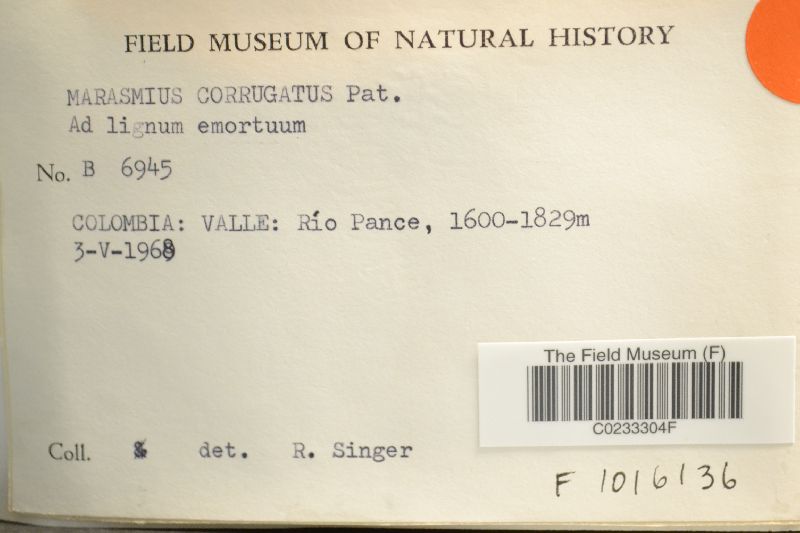 FIELD MUSEUM OF NATURAL HISTORY
MARASMIUS CORRUGATUS Pat.
Ad lignum emortuum
No. B 6945
COLOMBIA: VALLE: Río Pance, 1600-1829m
3-V-1968
The Field Museum (F)
C0233304F
Coll. & det. R. Singer
F 1016136